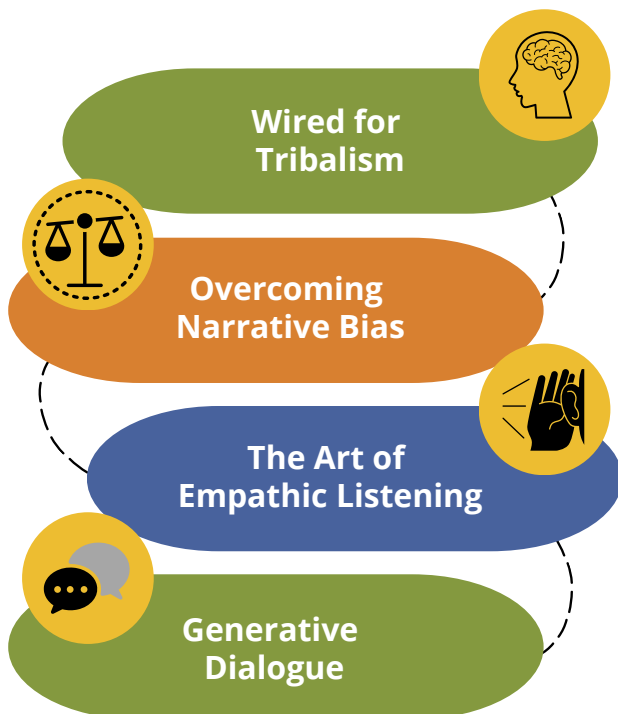 Wired for
Tribalism
Overcoming
Narrative Bias
The Art of
Empathic Listening
Generative
Dialogue